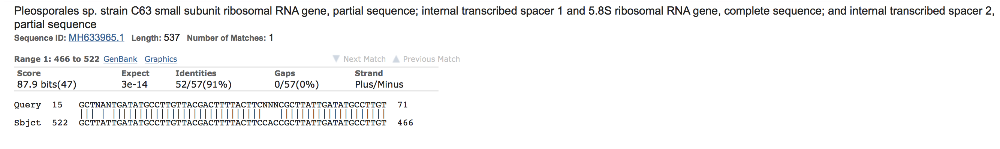 Pleosporales sp. strain C63 small subunit ribosomal RNA gene, partial sequence; internal transcribed spacer 1 and 5.8S ribosomal RNA gene, complete sequence; and internal transcribed spacer 2,
partial sequence
Sequence ID: MH633965.1 Length: 537 Number of Matches: 1
Range 1: 466 to 522 GenBank Graphics ▼ Next Match ▲ Previous Match
Score Expect Identities Gaps Strand
87.9 bits(47) 3e-14 52/57(91%) 0/57(0%) Plus/Minus
Query 15 GCTNANTGATATGCCTTGTTACGACTTTTACTTCNNNCGCTTATTGATATGCCTTGT 71
||| | |||||||||||||||||||||||||||| ||||||||||||||||||||
Sbjct 522 GCTTATTGATATGCCTTGTTACGACTTTTACTTCCACCGCTTATTGATATGCCTTGT 466